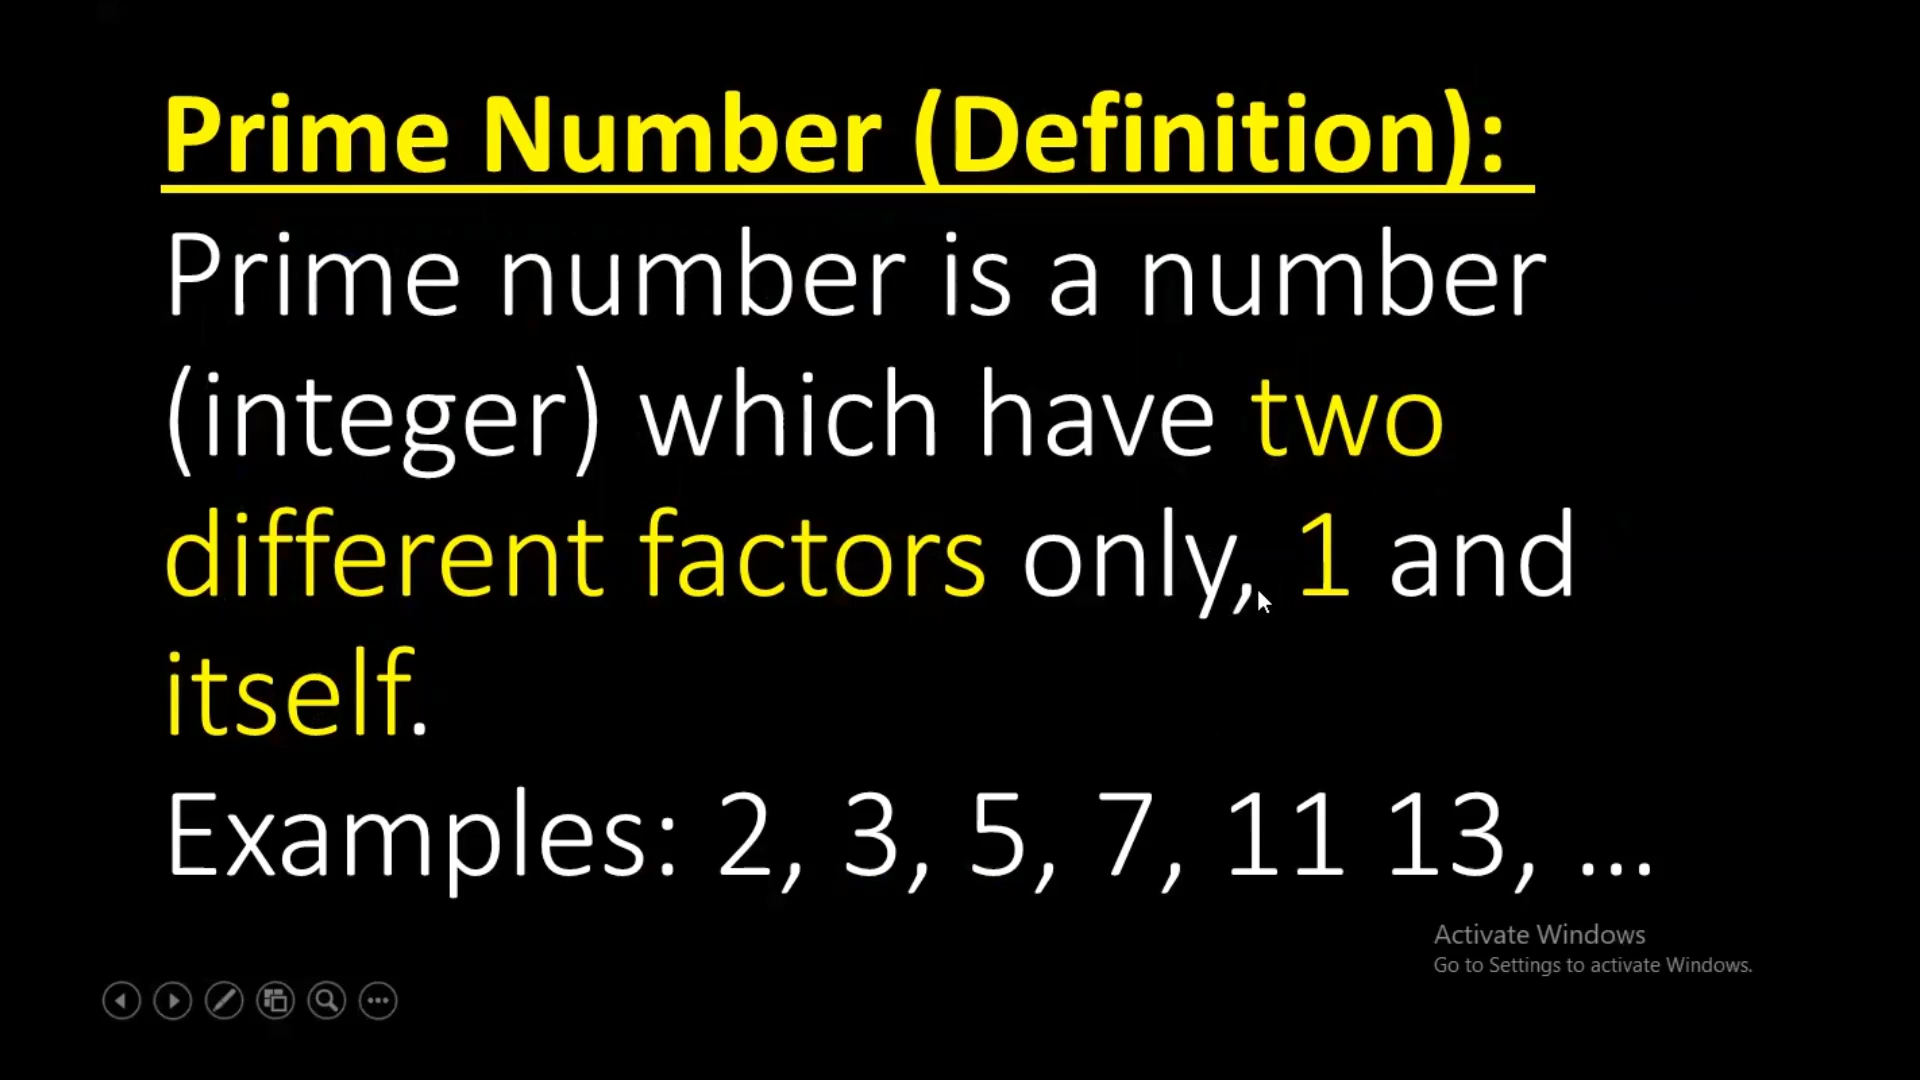 Prime Number (Definition):
Prime number is a number
(integer) which have two
different factors only, 1 and
itself.
Examples: 2, 3, 5, 7, 11 13, ...
Activate Windows
Go to Settings to activate Windows.